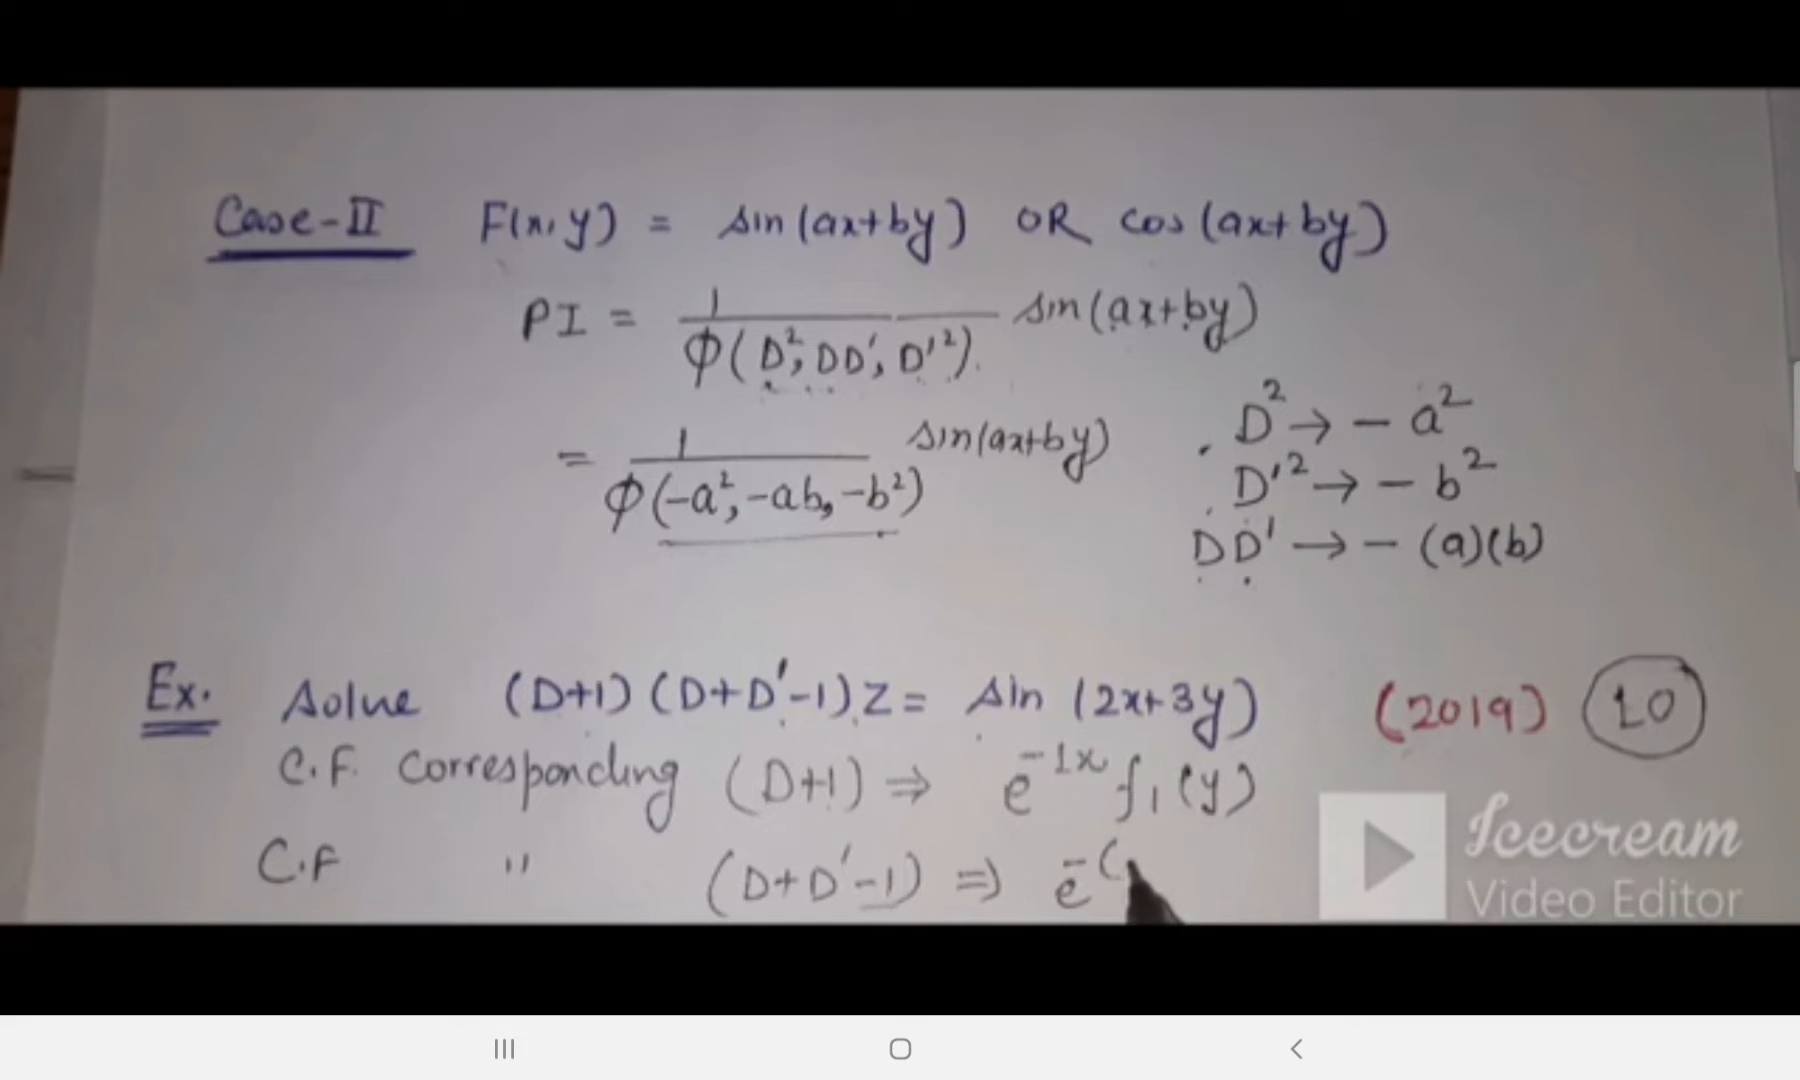 Case-II F(x,y) = sin(ax+by) OR cos(ax+by)
PI = 1/ϕ(D², DD', D'²) sin(ax+by)
= 1/ϕ(-a², -ab, -b²) sin(ax+by)
D² → -a²
D'² → -b²
DD' → -(a)(b)
Ex. Solve (D+1)(D+D'-1)Z = sin(2x+3y) (2019) 10
C.F. corresponding (D+1) ⇒ e^-1x f₁(y)
C.F " (D+D'-1) ⇒ e^-(
Icecream
Video Editor